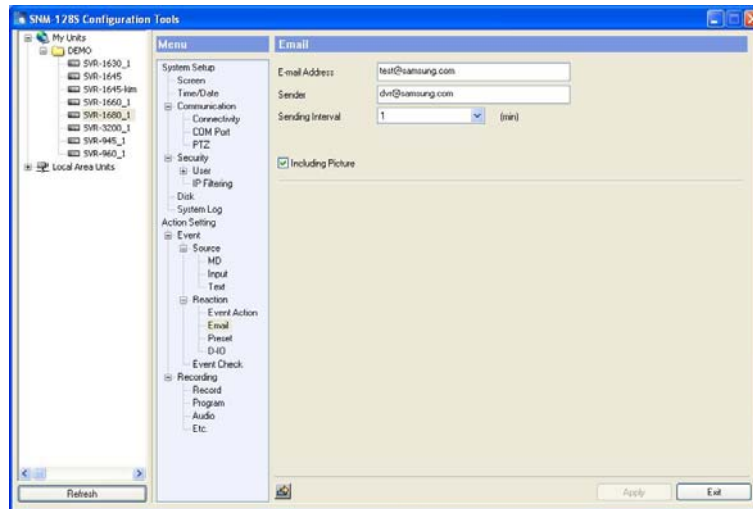 SNM-128S Configuration Tools
My Units
DEMO
SVR-1630_1
SVR-1645
SVR-1645-kim
SVR-1660_1
SVR-1680_1
SVR-3200_1
SVR-945_1
SVR-960_1
Local Area Units
Refresh
Menu
System Setup
Screen
Time/Date
Communication
Connectivity
COM Port
PTZ
Security
User
IP Filtering
Disk
System Log
Action Setting
Event
Source
MD
Input
Text
Reaction
Event Action
Email
Preset
D-IO
Event Check
Recording
Record
Program
Audio
Etc.
Email
E-mail Address test@samsung.com
Sender dvr@samsung.com
Sending Interval 1 (min)
Including Picture
Apply Exit